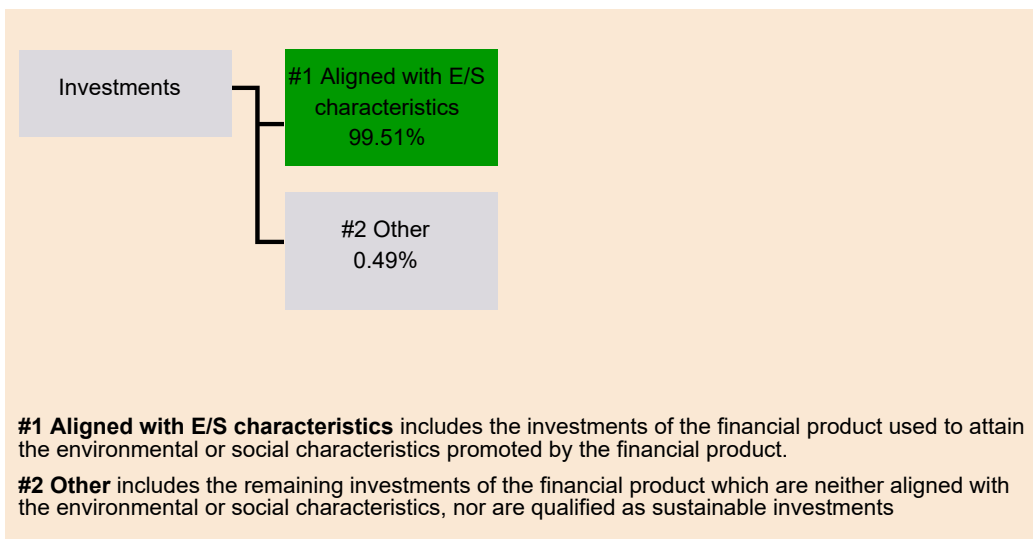 Investments
#1 Aligned with E/S
characteristics
99.51%
#2 Other
0.49%
#1 Aligned with E/S characteristics includes the investments of the financial product used to attain
the environmental or social characteristics promoted by the financial product.
#2 Other includes the remaining investments of the financial product which are neither aligned with
the environmental or social characteristics, nor are qualified as sustainable investments